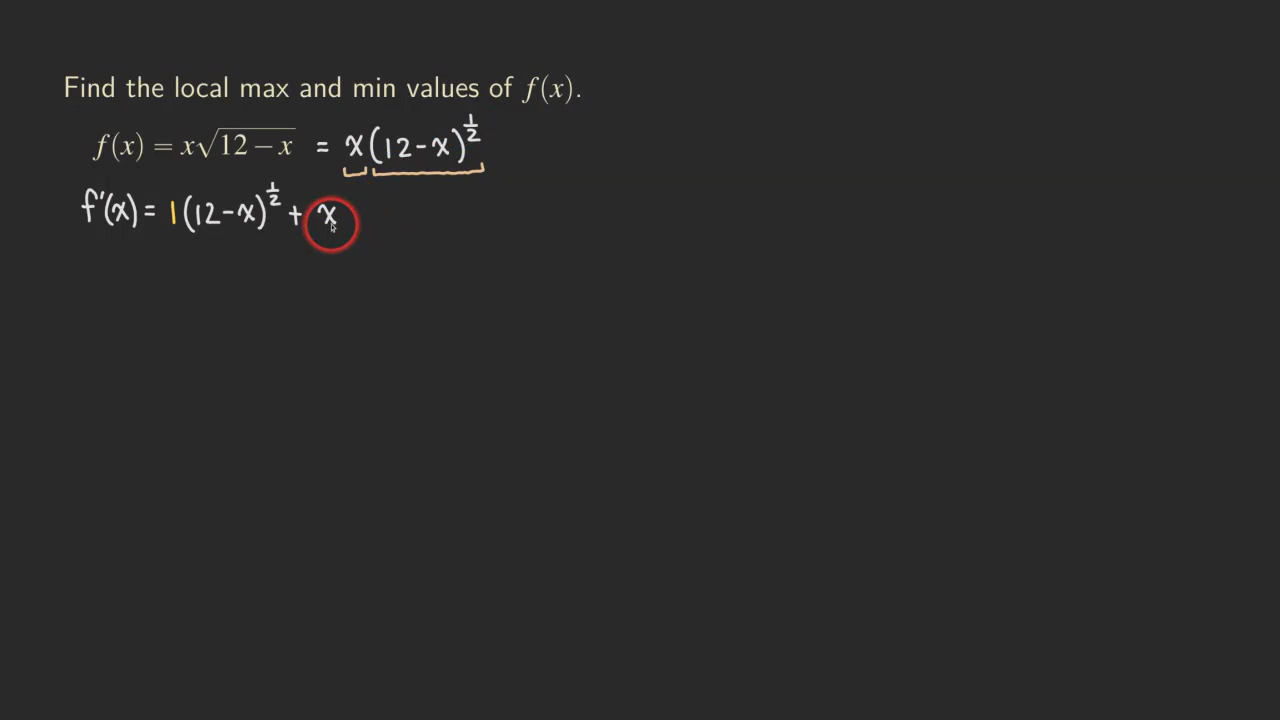 Find the local max and min values of f(x).
f(x) = x√(12 − x) = x(12-x)^(1/2)
f'(x) = 1(12-x)^(1/2) + x